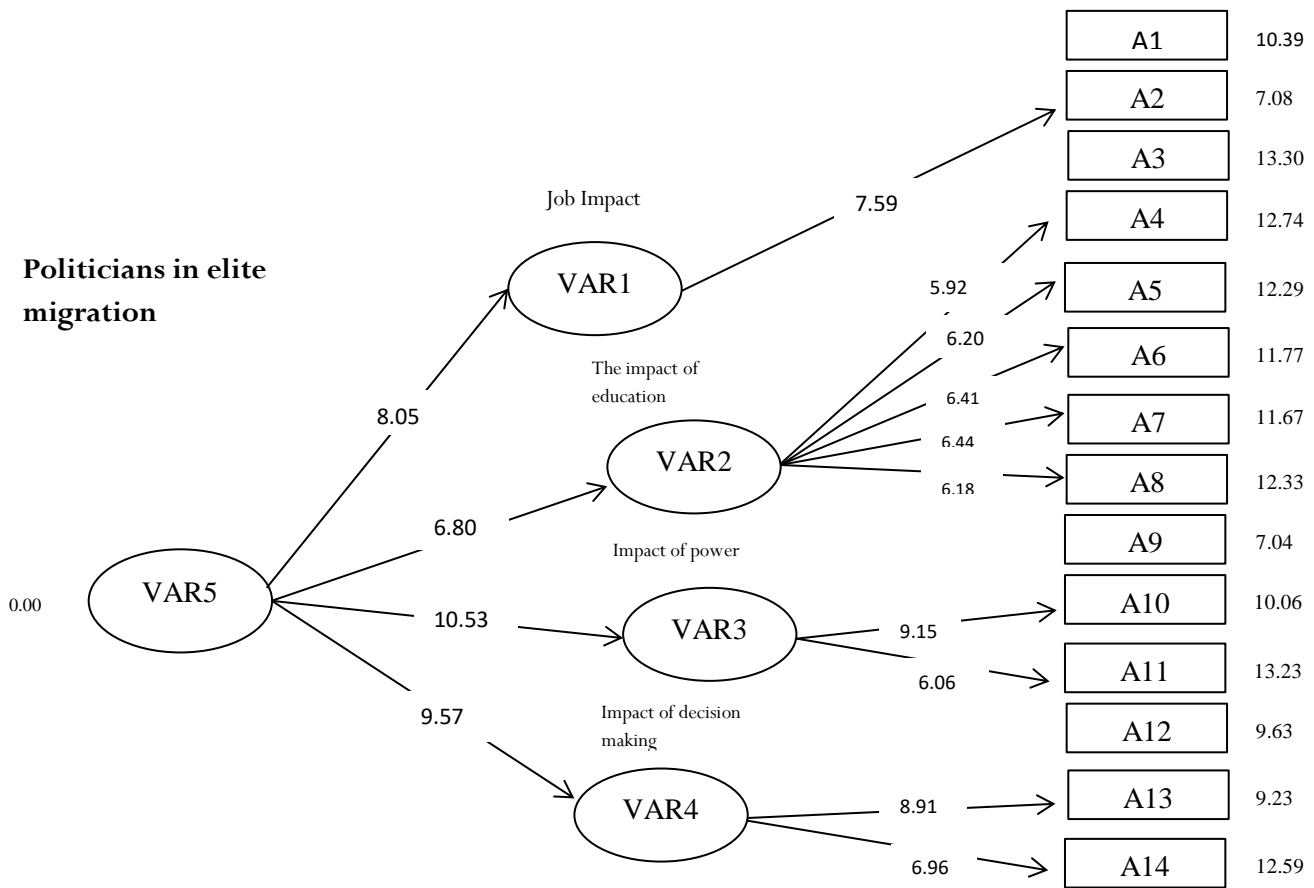 A1 10.39
A2 7.08
A3 13.30
Job Impact
7.59
A4 12.74
Politicians in elite
migration
VAR1
5.92
A5 12.29
6.20
A6 11.77
The impact of
education
6.41
8.05
A7 11.67
6.44
VAR2
A8 12.33
6.18
6.80
Impact of power
A9 7.04
0.00
VAR5
A10 10.06
10.53
VAR3
9.15
A11 13.23
6.06
9.57
Impact of decision
making
A12 9.63
VAR4
8.91
A13 9.23
6.96
A14 12.59